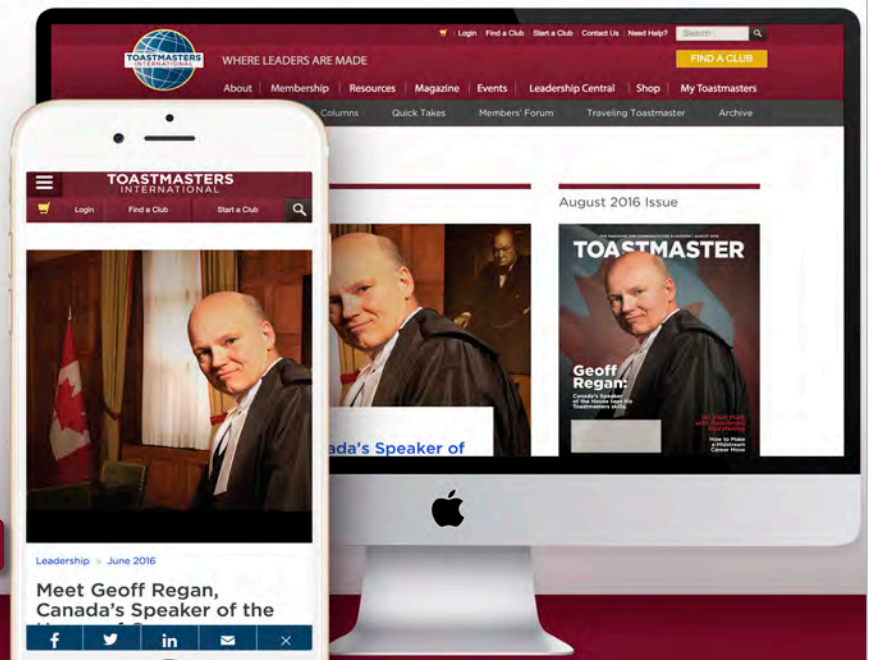 Login Find a Club Start a Club Contact Us Need Help? Search
TOASTMASTERS
INTERNATIONAL
WHERE LEADERS ARE MADE
FIND A CLUB
About Membership Resources Magazine Events Leadership Central Shop My Toastmasters
Columns Quick Takes Members' Forum Traveling Toastmaster Archive
August 2016 Issue
TOASTMASTER
Geoff
Regan:
Canada's Speaker
of the House taps his
Toastmasters skills.
How to Make
a Midstream
Career Move
ada's Speaker of
TOASTMASTERS
INTERNATIONAL
Login Find a Club Start a Club
Leadership > June 2016
Meet Geoff Regan,
Canada's Speaker of the
f in